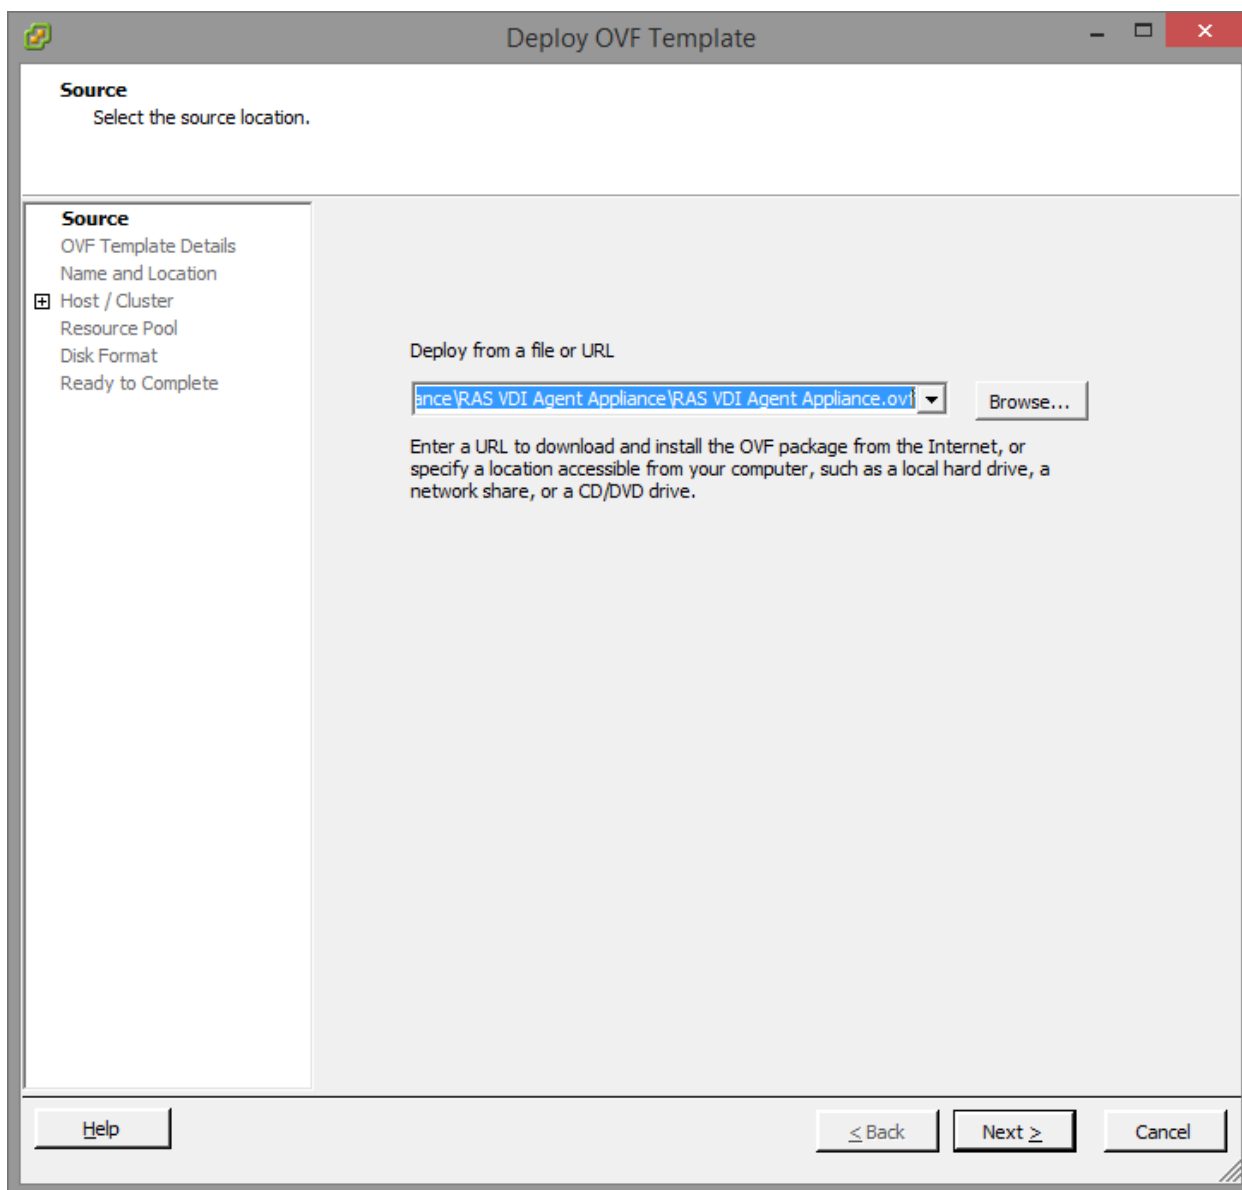 Deploy OVF Template
Source
Select the source location.
Source
OVF Template Details
Name and Location
Host / Cluster
Resource Pool
Disk Format
Ready to Complete
Deploy from a file or URL
ance\RAS VDI Agent Appliance\RAS VDI Agent Appliance.ovf
Browse...
Enter a URL to download and install the OVF package from the Internet, or
specify a location accessible from your computer, such as a local hard drive, a
network share, or a CD/DVD drive.
Help
< Back
Next >
Cancel